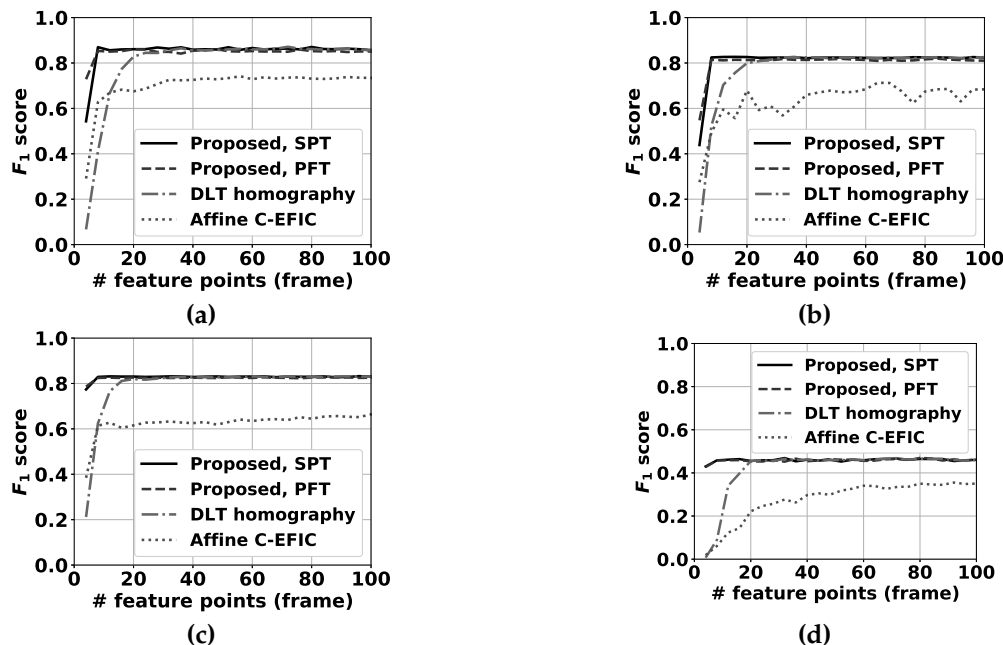 1.0
0.8
0.6
0.4
0.2
0.0
F1 score
Proposed, SPT
Proposed, PFT
DLT homography
Affine C-EFIC
0 20 40 60 80 100
# feature points (frame)
(a)
1.0
0.8
0.6
0.4
0.2
0.0
F1 score
Proposed, SPT
Proposed, PFT
DLT homography
Affine C-EFIC
0 20 40 60 80 100
# feature points (frame)
(b)
1.0
0.8
0.6
0.4
0.2
0.0
F1 score
Proposed, SPT
Proposed, PFT
DLT homography
Affine C-EFIC
0 20 40 60 80 100
# feature points (frame)
(c)
1.0
0.8
0.6
0.4
0.2
0.0
F1 score
Proposed, SPT
Proposed, PFT
DLT homography
Affine C-EFIC
0 20 40 60 80 100
# feature points (frame)
(d)